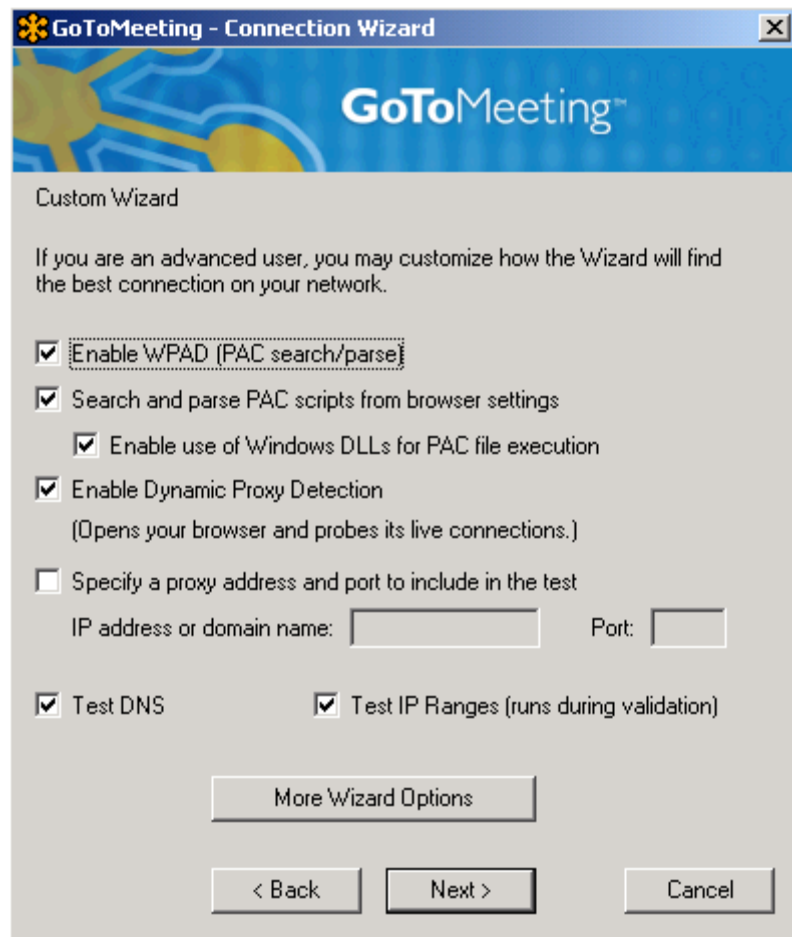 GoToMeeting - Connection Wizard
GoToMeeting™
Custom Wizard
If you are an advanced user, you may customize how the Wizard will find
the best connection on your network.
Enable WPAD (PAC search/parse)
Search and parse PAC scripts from browser settings
Enable use of Windows DLLs for PAC file execution
Enable Dynamic Proxy Detection
(Opens your browser and probes its live connections.)
Specify a proxy address and port to include in the test
IP address or domain name: Port:
Test DNS Test IP Ranges (runs during validation)
More Wizard Options
< Back Next > Cancel